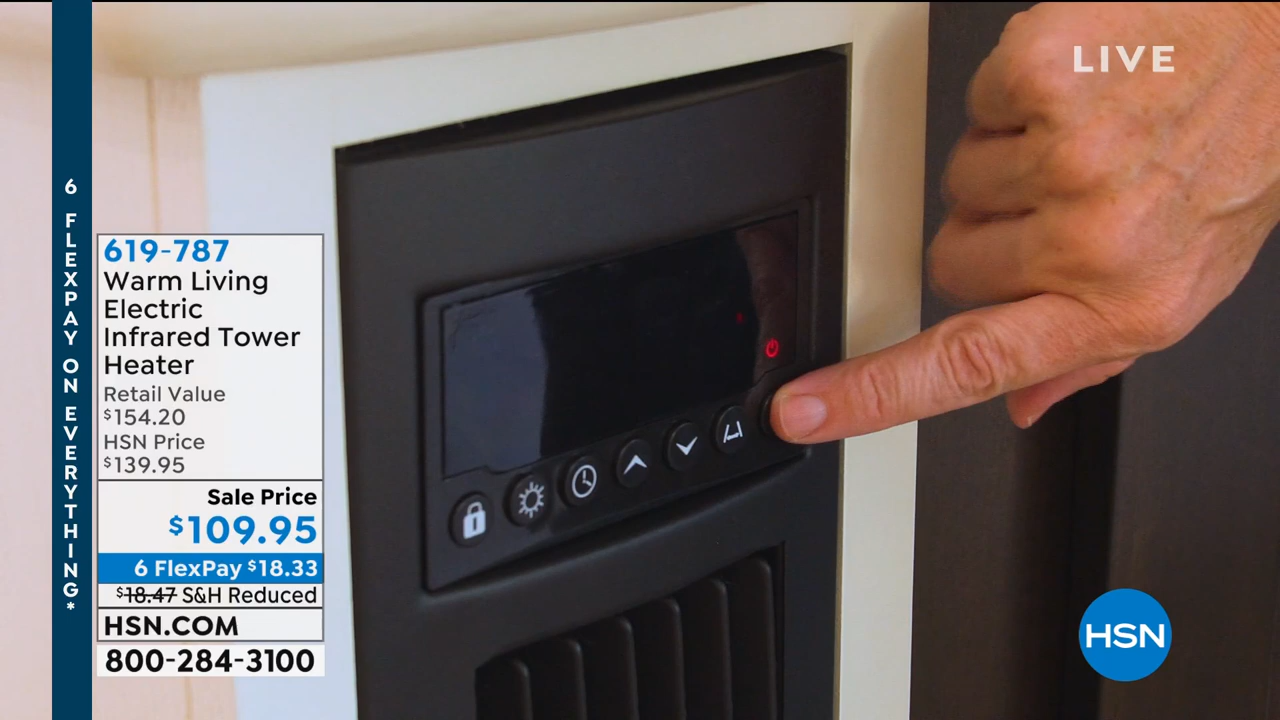 LIVE
6 FLEXPAY ON EVERYTHING*
619-787
Warm Living
Electric
Infrared Tower
Heater
Retail Value
$154.20
HSN Price
$139.95
Sale Price
$109.95
6 FlexPay $18.33
$18.47 S&H Reduced
HSN.COM
800-284-3100
HSN